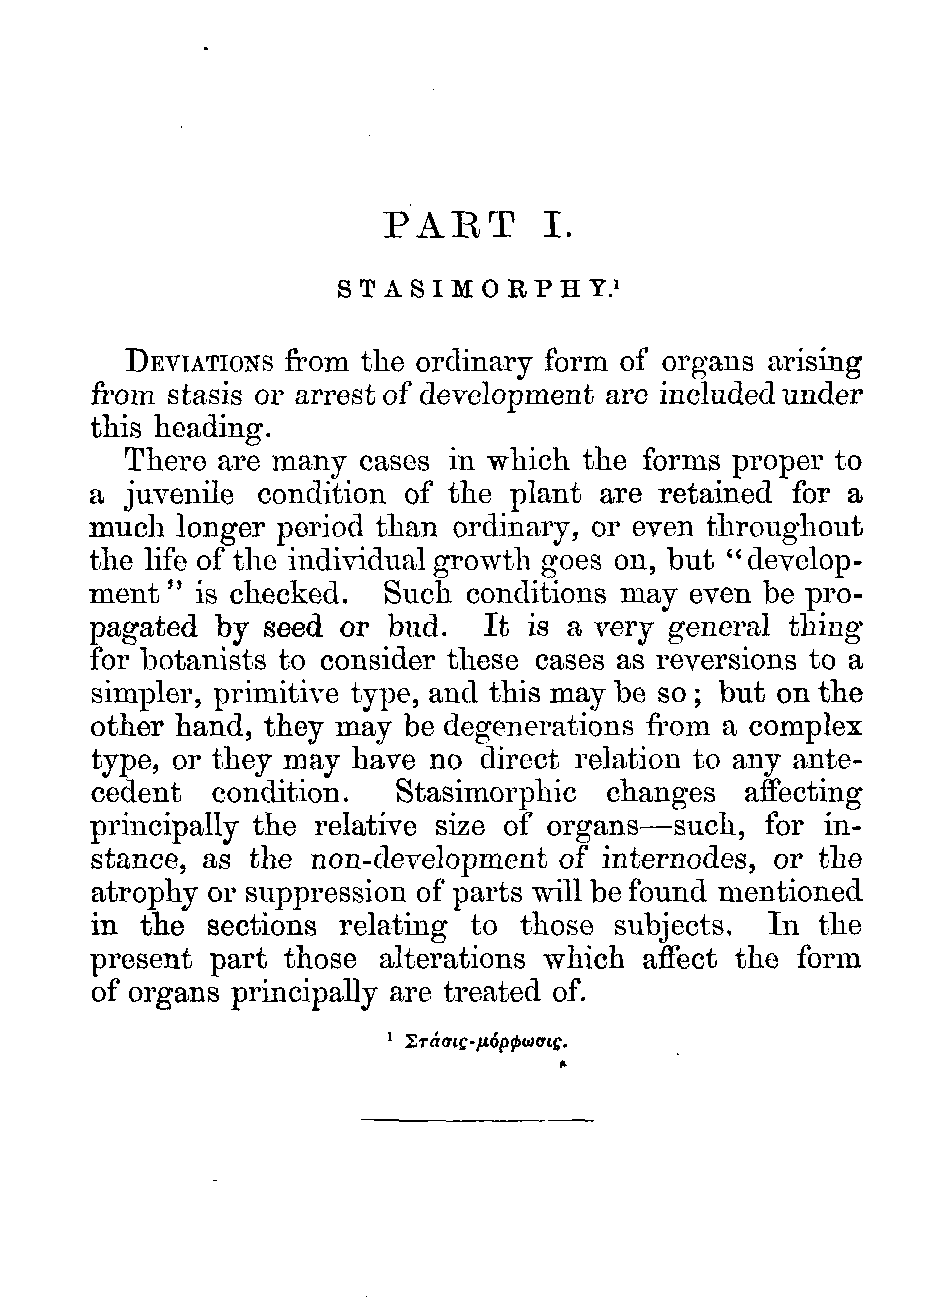 PART I.
STASIMORPHY.¹
DEVIATIONS from the ordinary form of organs arising
from stasis or arrest of development are included under
this heading.
There are many cases in which the forms proper to
a juvenile condition of the plant are retained for a
much longer period than ordinary, or even throughout
the life of the individual growth goes on, but “develop-
ment” is checked. Such conditions may even be pro-
pagated by seed or bud. It is a very general thing
for botanists to consider these cases as reversions to a
simpler, primitive type, and this may be so; but on the
other hand, they may be degenerations from a complex
type, or they may have no direct relation to any ante-
cedent condition. Stasimorphic changes affecting
principally the relative size of organs—such, for in-
stance, as the non-development of internodes, or the
atrophy or suppression of parts will be found mentioned
in the sections relating to those subjects. In the
present part those alterations which affect the form
of organs principally are treated of.
¹ Στάσις-μόρφωσις.